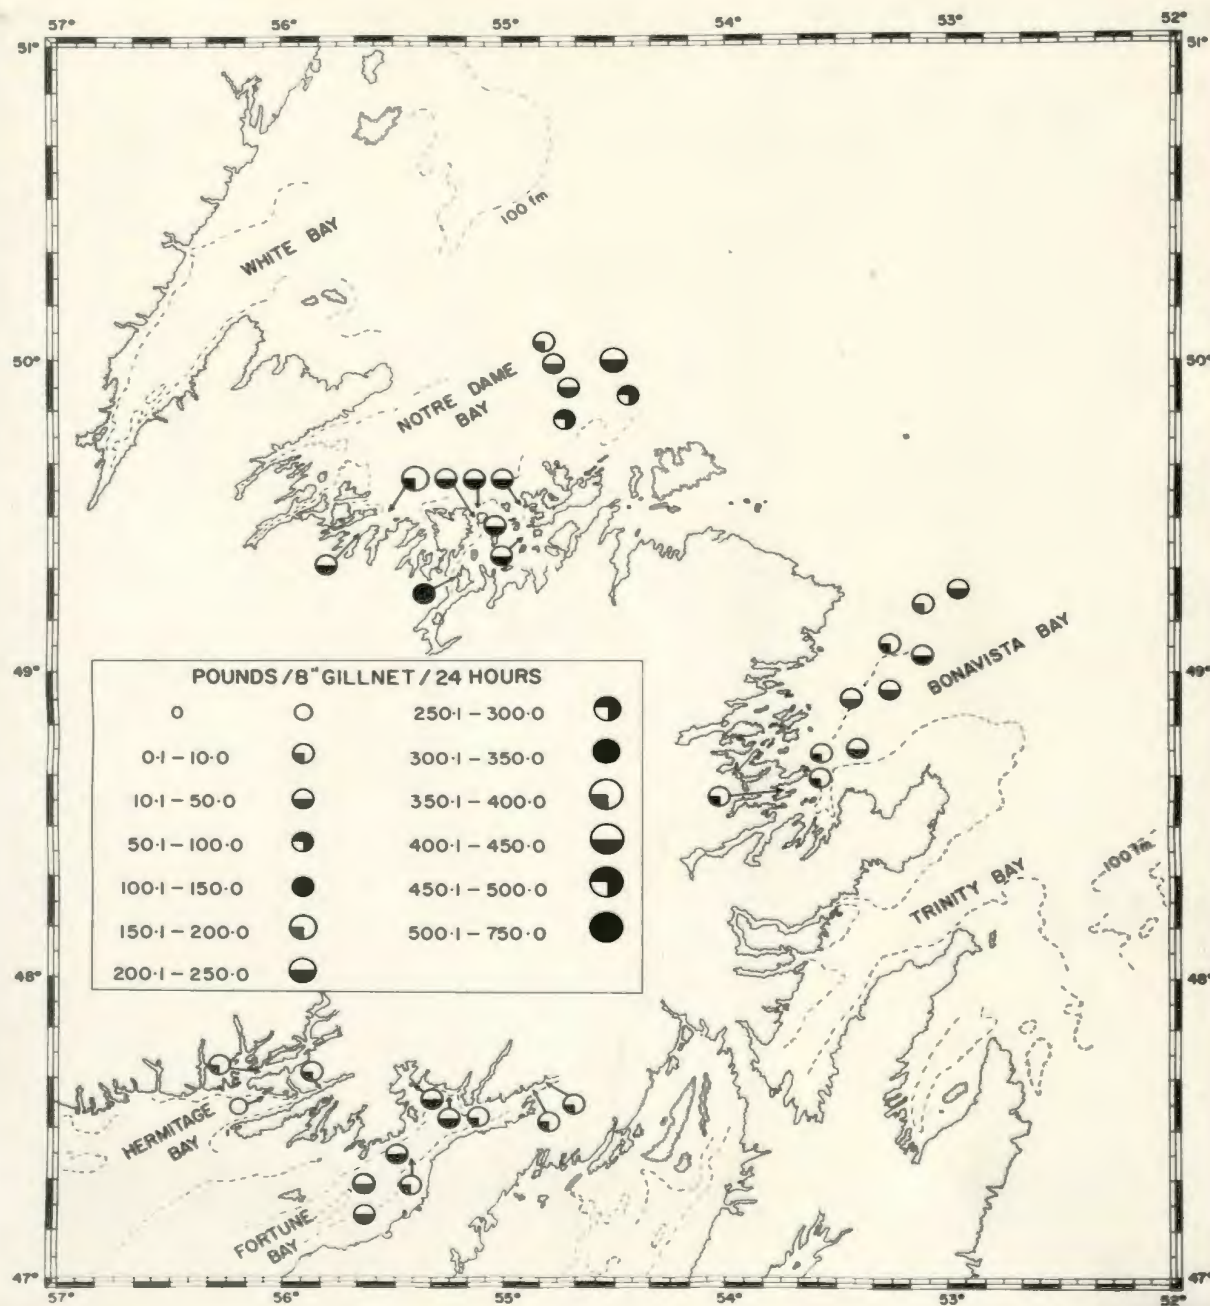 57° 56° 55° 54° 53° 52°
51° 51°
100 fm
WHITE BAY
50° 50°
NOTRE DAME
BAY
BONAVISTA BAY
49° 49°
POUNDS/8" GILLNET/24 HOURS
0 250·1-300·0
0·1-10·0 300·1-350·0
10·1-50·0 350·1-400·0
50·1-100·0 400·1-450·0
100·1-150·0 450·1-500·0
150·1-200·0 500·1-750·0
200·1-250·0
100 fm.
TRINITY BAY
48° 48°
HERMITAGE
BAY
FORTUNE
BAY
47° 47°
57° 56° 55° 54° 53° 52°